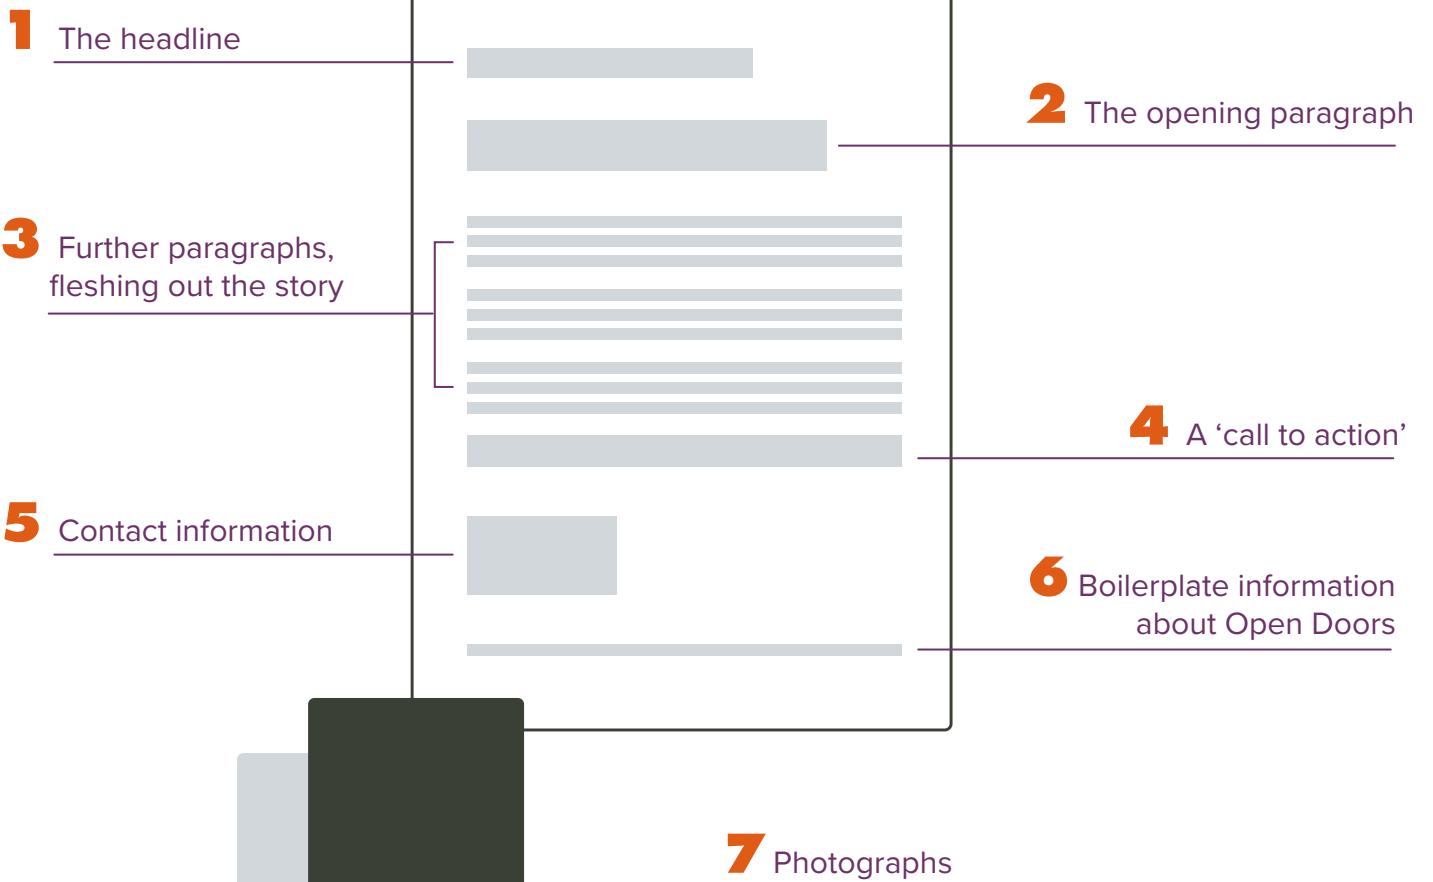 1 The headline
2 The opening paragraph
3 Further paragraphs,
fleshing out the story
4 A ‘call to action’
5 Contact information
6 Boilerplate information
about Open Doors
7 Photographs